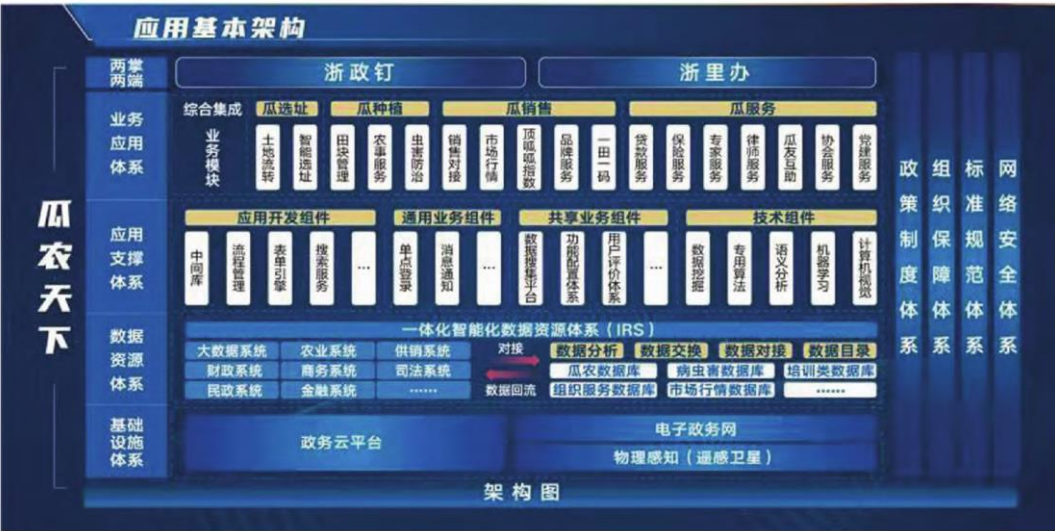 应用基本架构
瓜农天下
两掌两端
浙政钉
浙里办
业务应用体系
综合集成
业务模块
瓜选址
瓜种植
瓜销售
瓜服务
土地流转
智能选址
田块管理
农事服务
虫害防治
销售对接
市场行情
顶呱呱指数
品牌服务
一田一码
贷款服务
保险服务
专家服务
律师服务
瓜友互助
协会服务
党建服务
应用支撑体系
应用开发组件
通用业务组件
共享业务组件
技术组件
中间库
流程管理
表单引擎
搜索服务
...
单点登录
消息通知
...
数据搜集平台
功能配置体系
用户评价体系
...
数据挖掘
专用算法
语义分析
机器学习
计算机视觉
数据资源体系
一体化智能化数据资源体系（IRS）
大数据系统
农业系统
供销系统
财政系统
商务系统
司法系统
民政系统
金融系统
······
对接
数据回流
数据分析
数据交换
数据对接
数据目录
瓜农数据库
病虫害数据库
培训类数据库
组织服务数据库
市场行情数据库
······
基础设施体系
政务云平台
电子政务网
物理感知（遥感卫星）
政策制度体系
组织保障体系
标准规范体系
网络安全体系
架构图